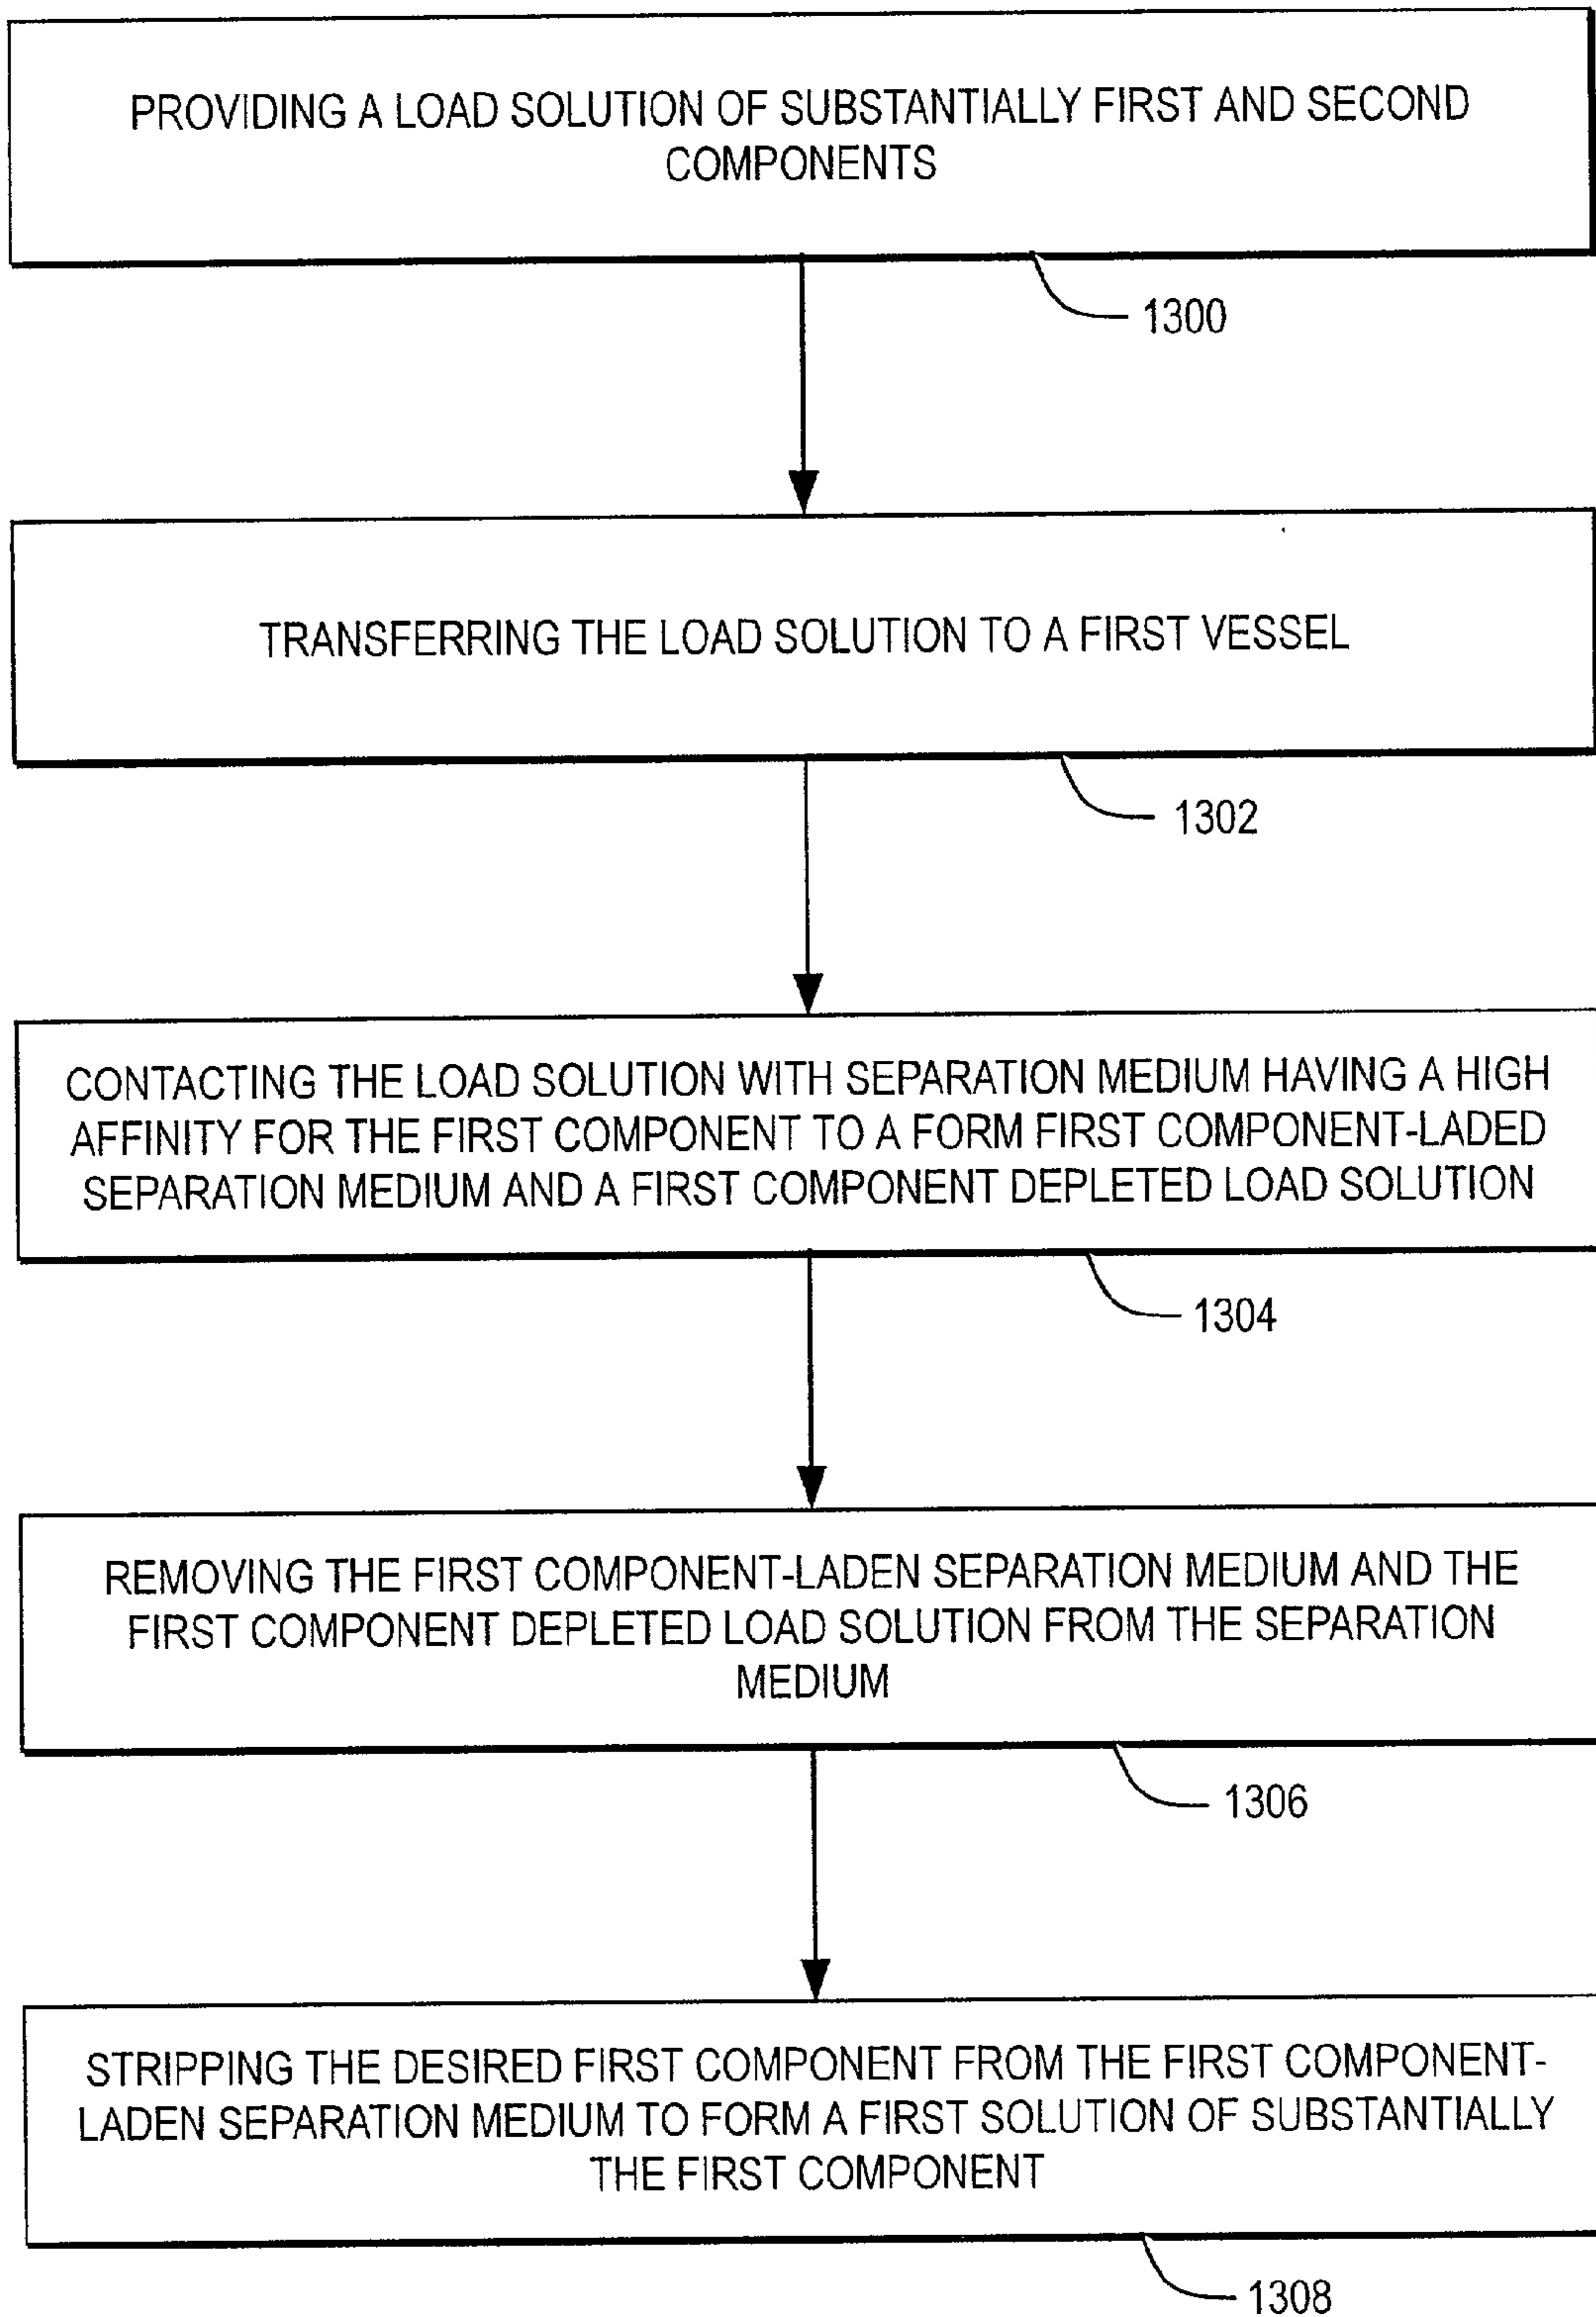 PROVIDING A LOAD SOLUTION OF SUBSTANTIALLY FIRST AND SECOND
COMPONENTS
1300
TRANSFERRING THE LOAD SOLUTION TO A FIRST VESSEL
1302
CONTACTING THE LOAD SOLUTION WITH SEPARATION MEDIUM HAVING A HIGH
AFFINITY FOR THE FIRST COMPONENT TO A FORM FIRST COMPONENT-LADED
SEPARATION MEDIUM AND A FIRST COMPONENT DEPLETED LOAD SOLUTION
1304
REMOVING THE FIRST COMPONENT-LADEN SEPARATION MEDIUM AND THE
FIRST COMPONENT DEPLETED LOAD SOLUTION FROM THE SEPARATION
MEDIUM
1306
STRIPPING THE DESIRED FIRST COMPONENT FROM THE FIRST COMPONENT-
LADEN SEPARATION MEDIUM TO FORM A FIRST SOLUTION OF SUBSTANTIALLY
THE FIRST COMPONENT
1308